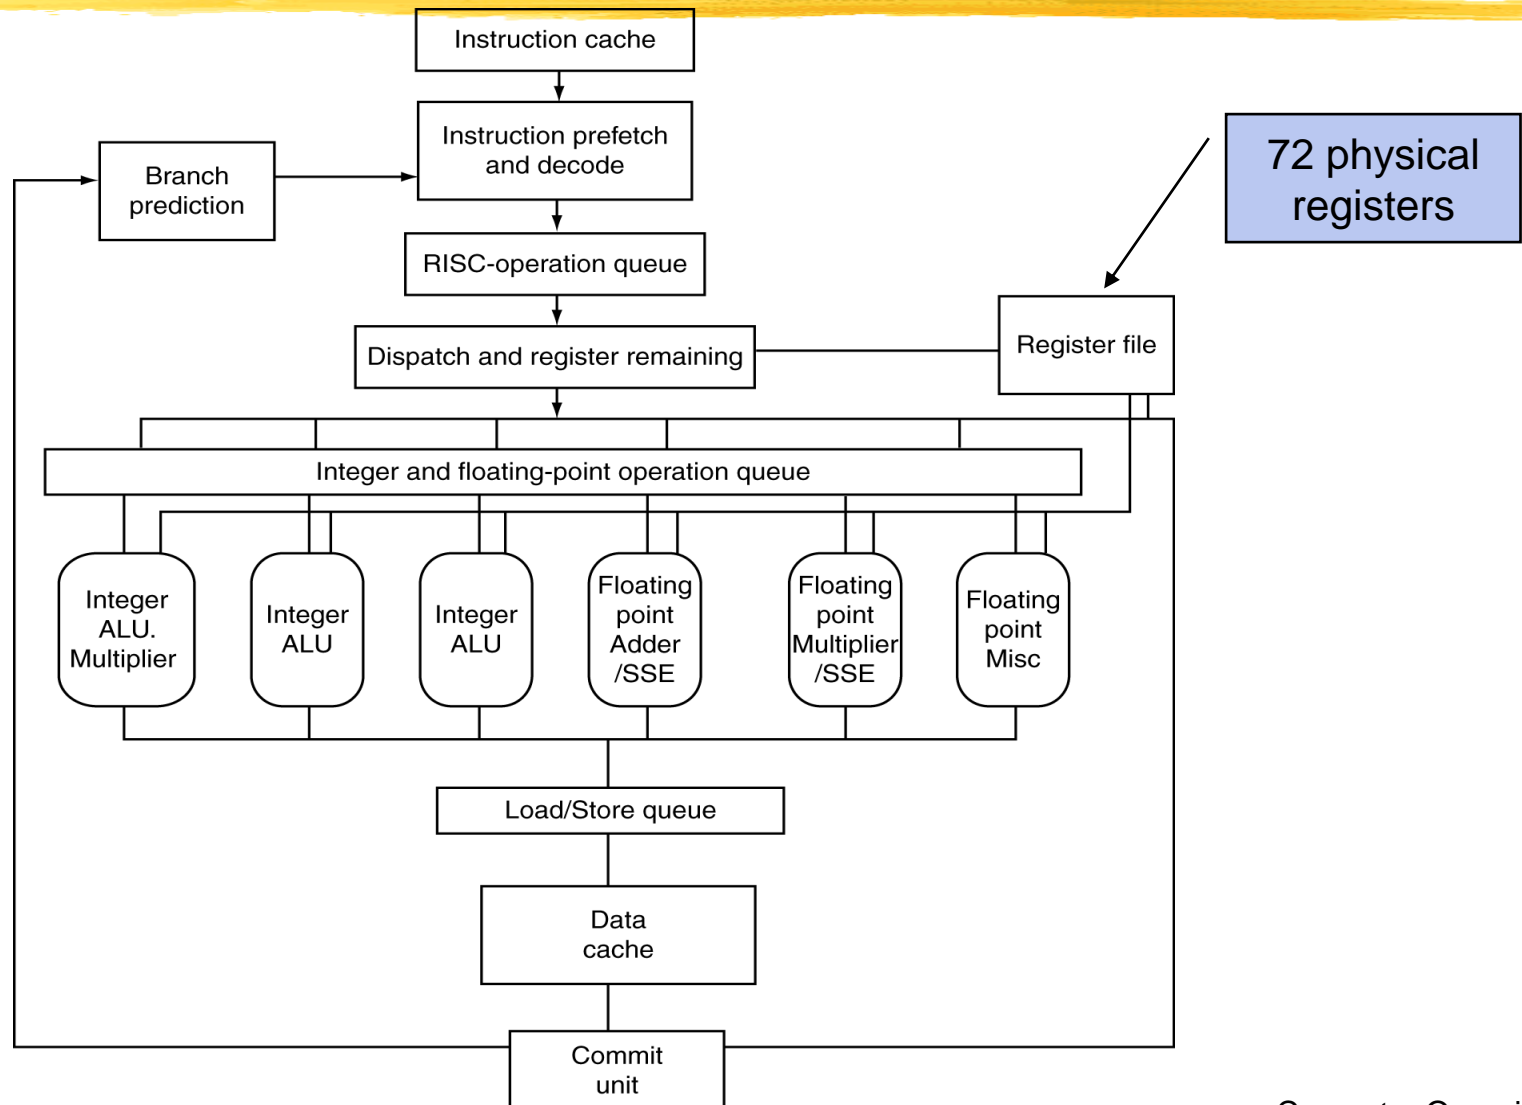 Instruction cache
Instruction prefetch
and decode
Branch
prediction
72 physical
registers
RISC-operation queue
Dispatch and register remaining
Register file
Integer and floating-point operation queue
Integer
ALU.
Multiplier
Integer
ALU
Integer
ALU
Floating
point
Adder
/SSE
Floating
point
Multiplier
/SSE
Floating
point
Misc
Load/Store queue
Data
cache
Commit
unit